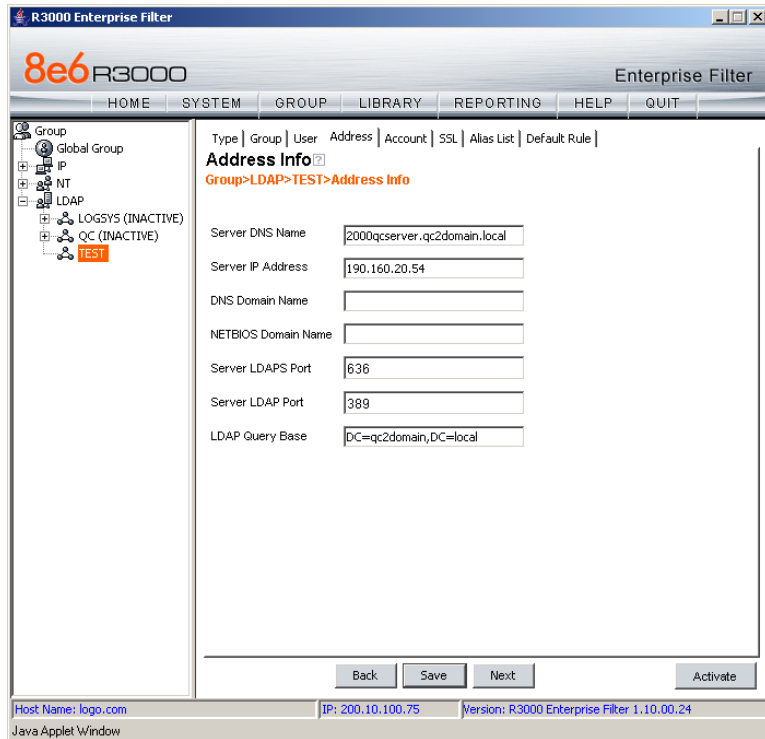 R3000 Enterprise Filter
8e6 R3000
Enterprise Filter
HOME SYSTEM GROUP LIBRARY REPORTING HELP QUIT
Group
Global Group
IP
NT
LDAP
LOGSYS (INACTIVE)
QC (INACTIVE)
TEST
Type | Group | User Address | Account | SSL | Alias List | Default Rule |
Address Info
Group>LDAP>TEST>Address Info
Server DNS Name 2000qcserver.qc2domain.local
Server IP Address 190.160.20.54
DNS Domain Name
NETBIOS Domain Name
Server LDAPS Port 636
Server LDAP Port 389
LDAP Query Base DC=qc2domain,DC=local
Back Save Next Activate
Host Name: logo.com IP: 200.10.100.75 Version: R3000 Enterprise Filter 1.10.00.24
Java Applet Window